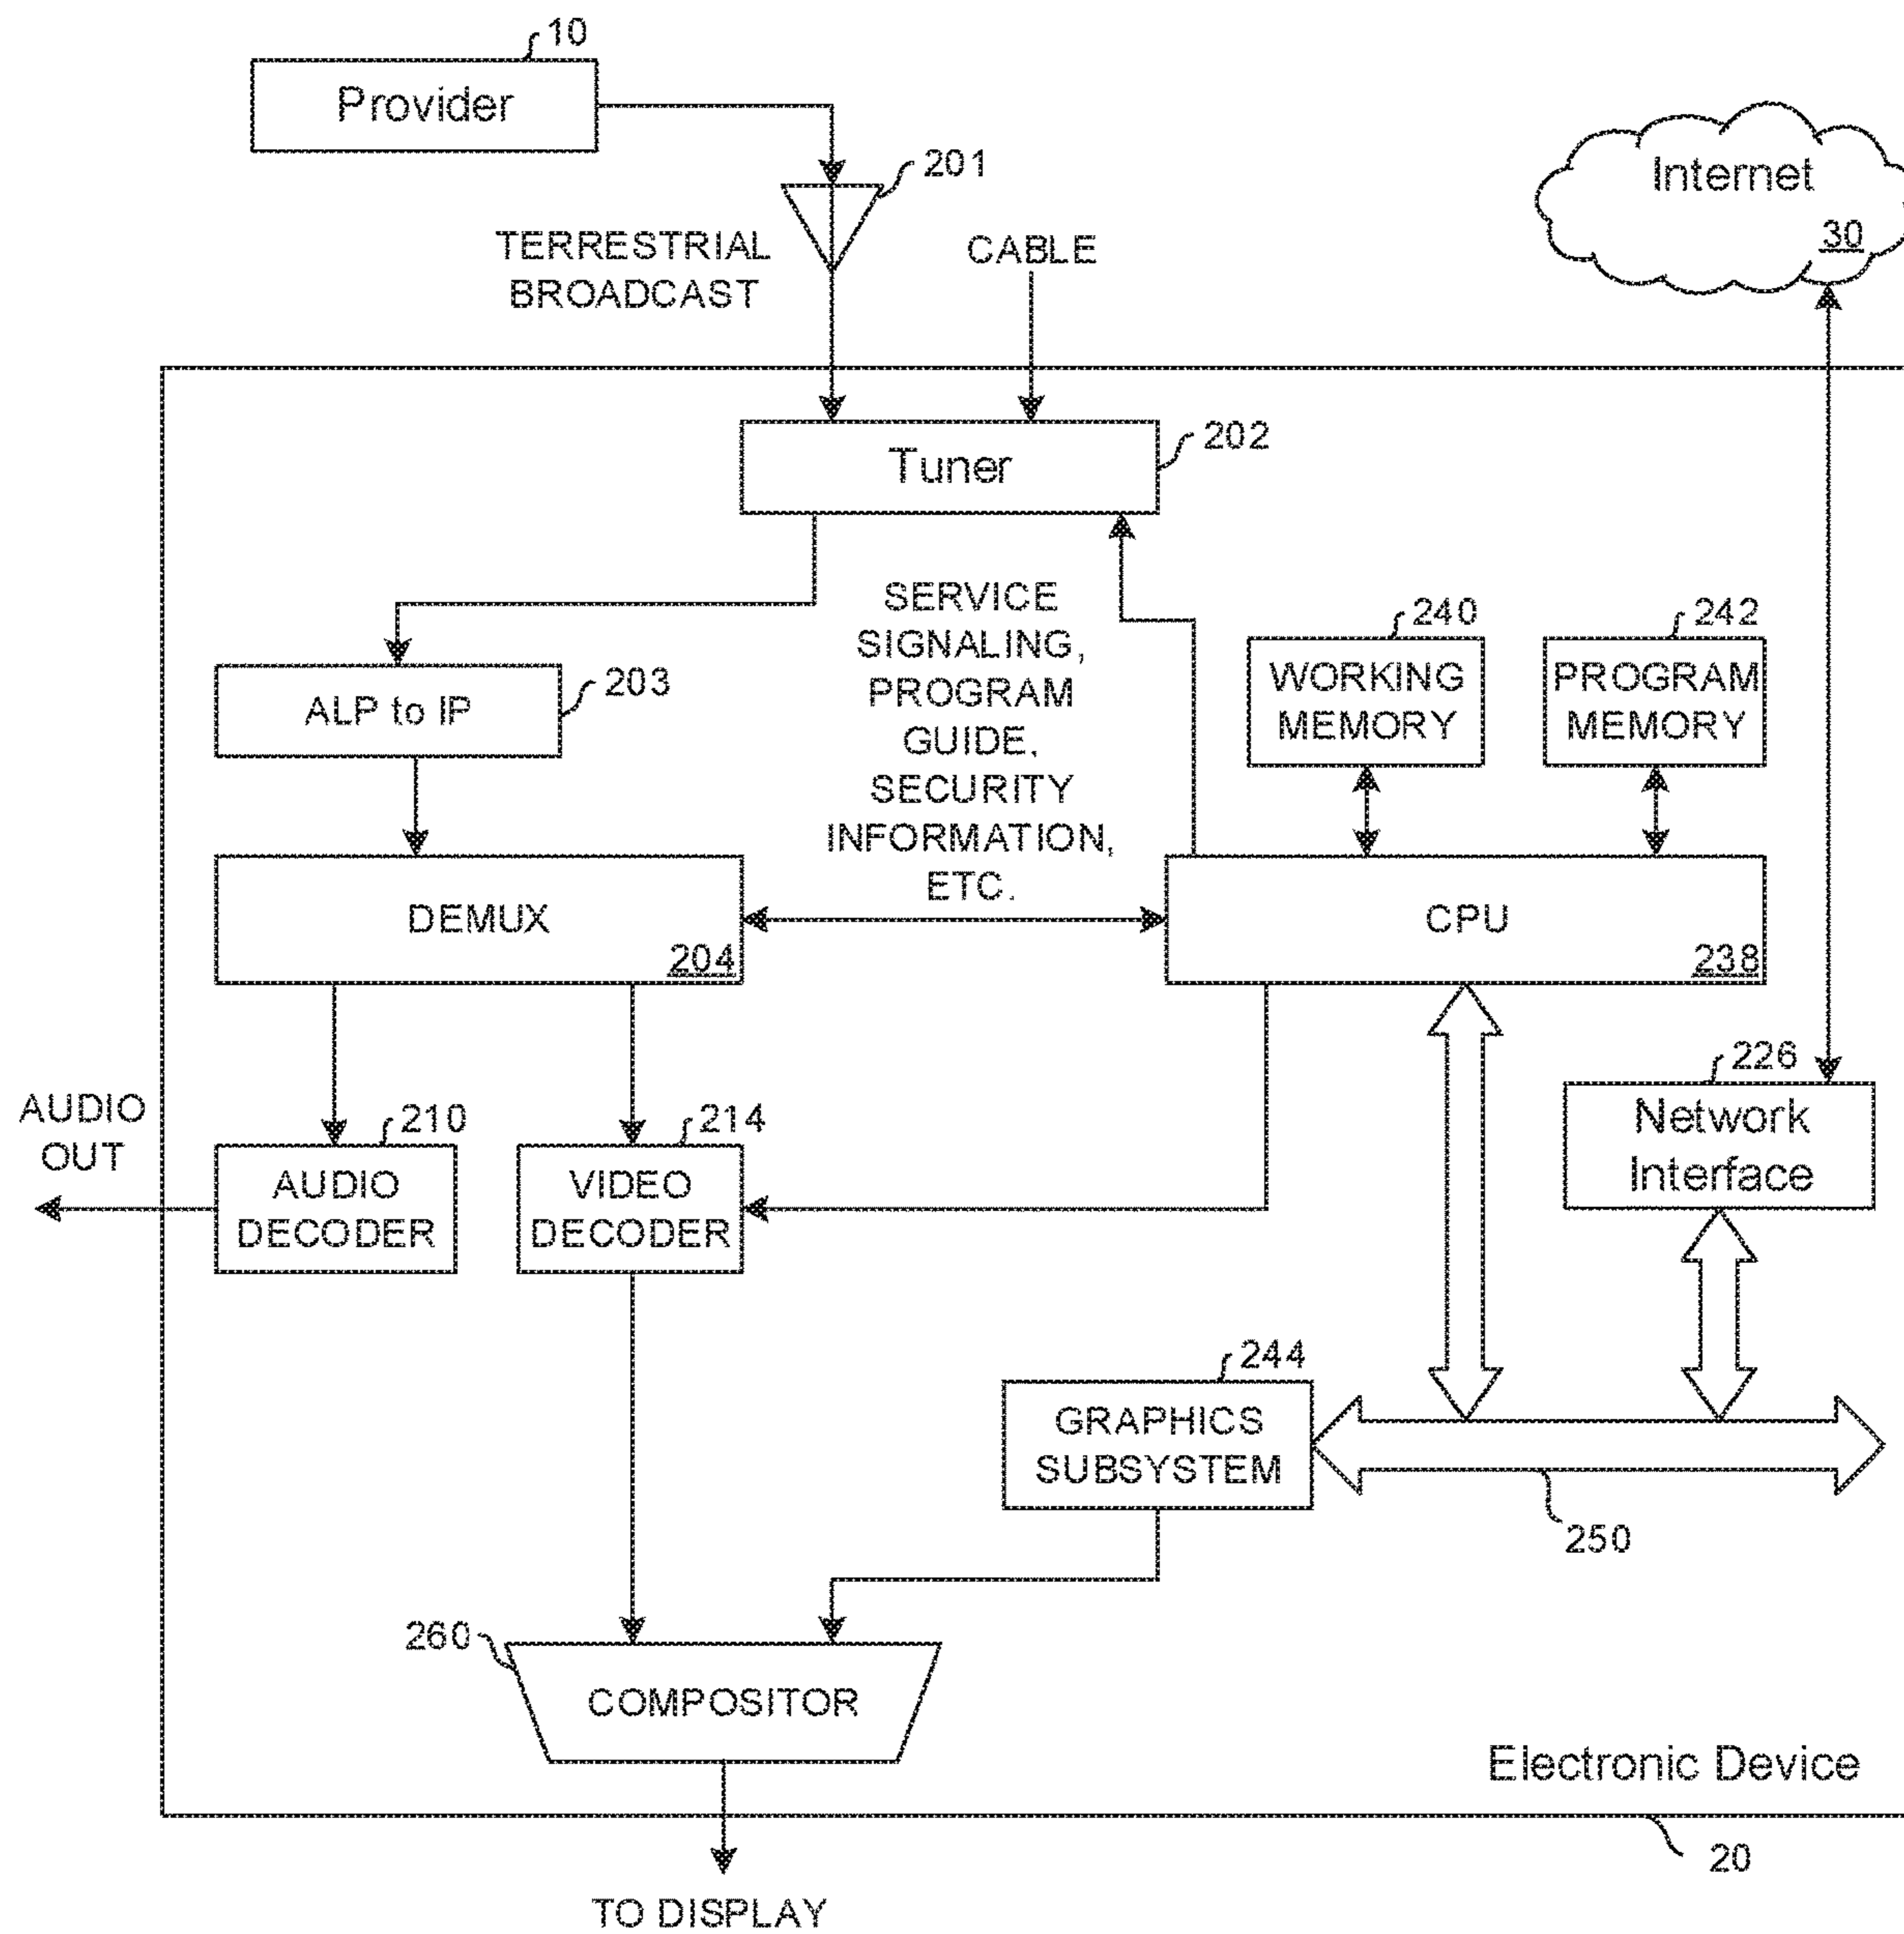 10
Provider
201
TERRESTRIAL
BROADCAST
CABLE
Internet
30
202
Tuner
SERVICE
SIGNALING,
PROGRAM
GUIDE,
SECURITY
INFORMATION,
ETC.
240
WORKING
MEMORY
242
PROGRAM
MEMORY
203
ALP to IP
DEMUX
204
CPU
238
226
Network
Interface
AUDIO
OUT
210
AUDIO
DECODER
214
VIDEO
DECODER
244
GRAPHICS
SUBSYSTEM
250
260
COMPOSITOR
Electronic Device
20
TO DISPLAY